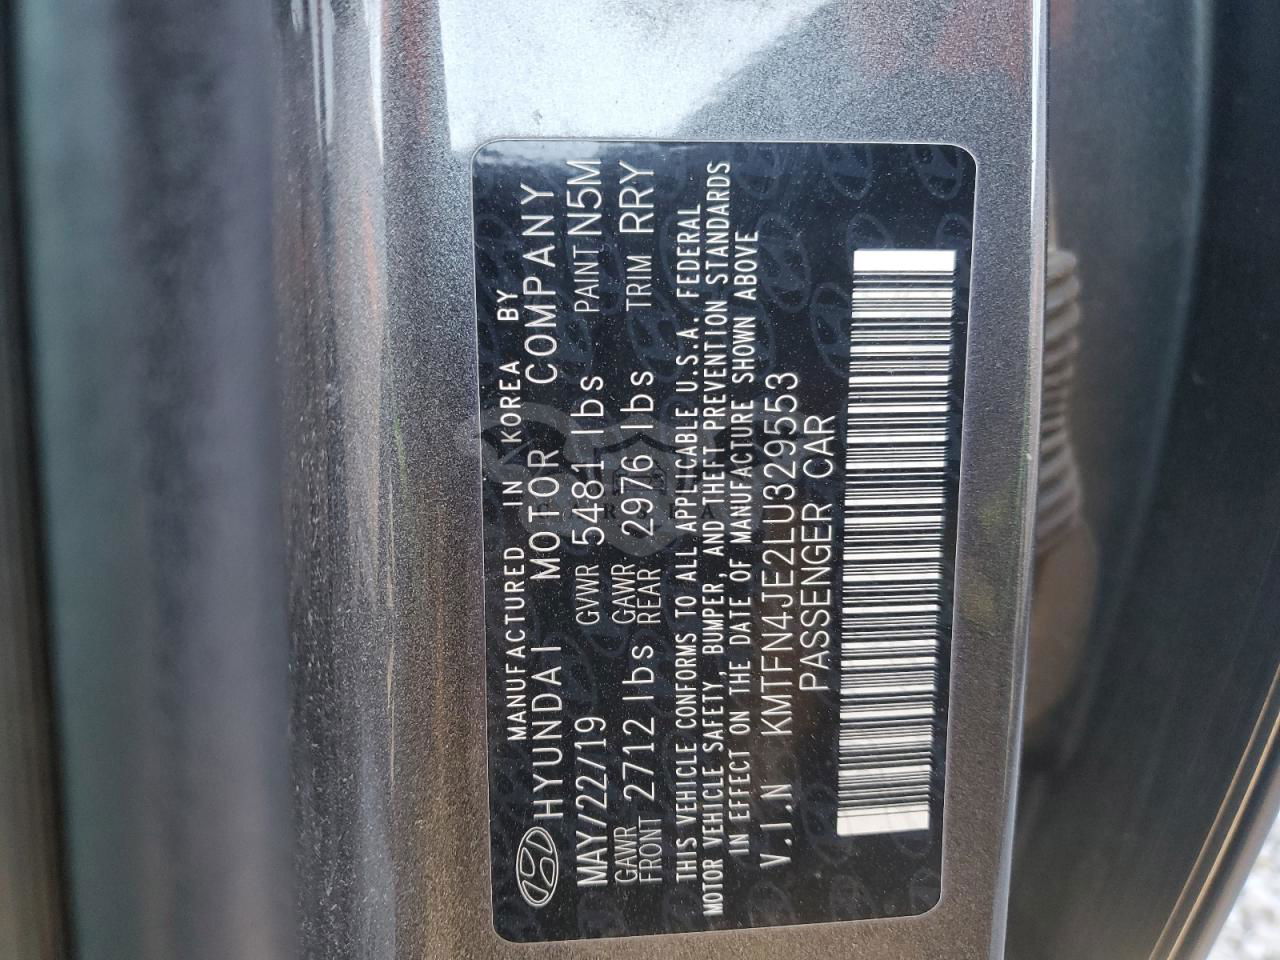 MANUFACTURED IN KOREA BY
HYUNDAI MOTOR COMPANY
MAY/22/19 GVWR 5481 lbs PAINT N5M
GAWR FRONT 2712 lbs GAWR REAR 2976 lbs TRIM RRY
THIS VEHICLE CONFORMS TO ALL APPLICABLE U.S.A. FEDERAL
MOTOR VEHICLE SAFETY, BUMPER, AND THEFT PREVENTION STANDARDS
IN EFFECT ON THE DATE OF MANUFACTURE SHOWN ABOVE
V.I.N KMTFN4JE2LU329553
PASSENGER CAR